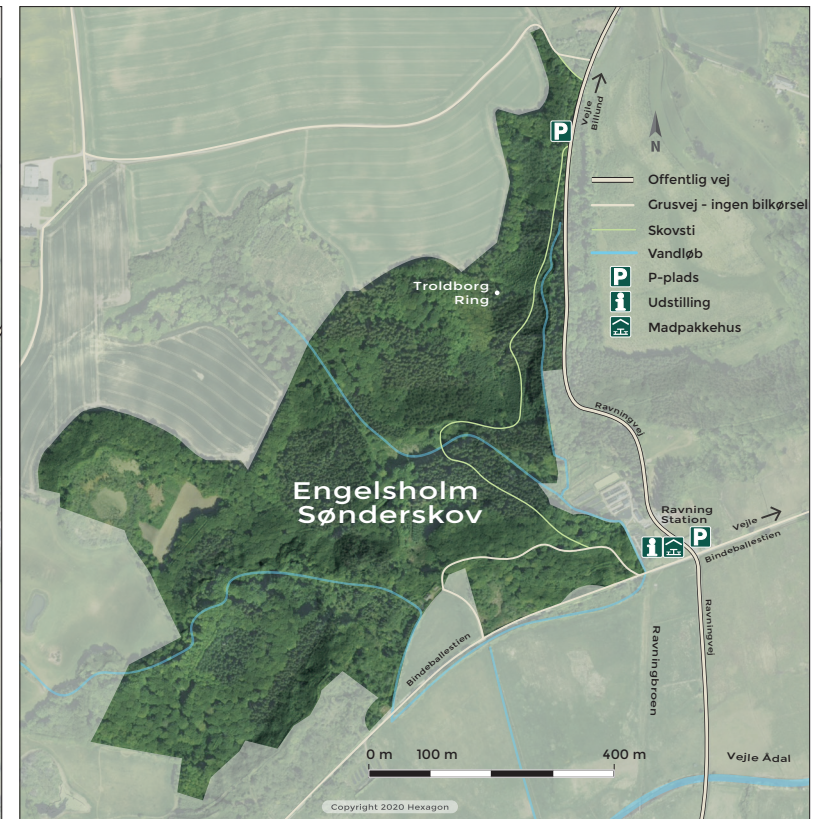 Vejle
Billund
N
P
Offentlig vej
Grusvej - ingen bilkørsel
Skovsti
Vandløb
P
P-plads
i
Udstilling
Madpakkehus
Troldborg
Ring
Ravningvej
Engelsholm
Sønderskov
Ravning
Station
Vejle
i
P
Bindeballestien
Bindeballestien
Ravningbroen
Ravningvej
0 m
100 m
400 m
Vejle Ådal
Copyright 2020 Hexagon